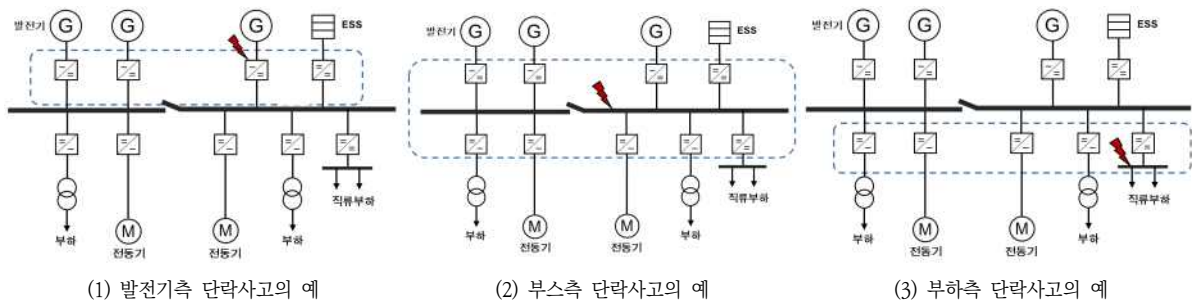 발전기 G G G ESS
부하
M
전동기
M
전동기
부하
직류부하
(1) 발전기측 단락사고의 예
발전기 G G G ESS
부하
M
전동기
M
전동기
부하
직류부하
(2) 부스측 단락사고의 예
발전기 G G G ESS
부하
M
전동기
M
전동기
부하
직류부하
(3) 부하측 단락사고의 예